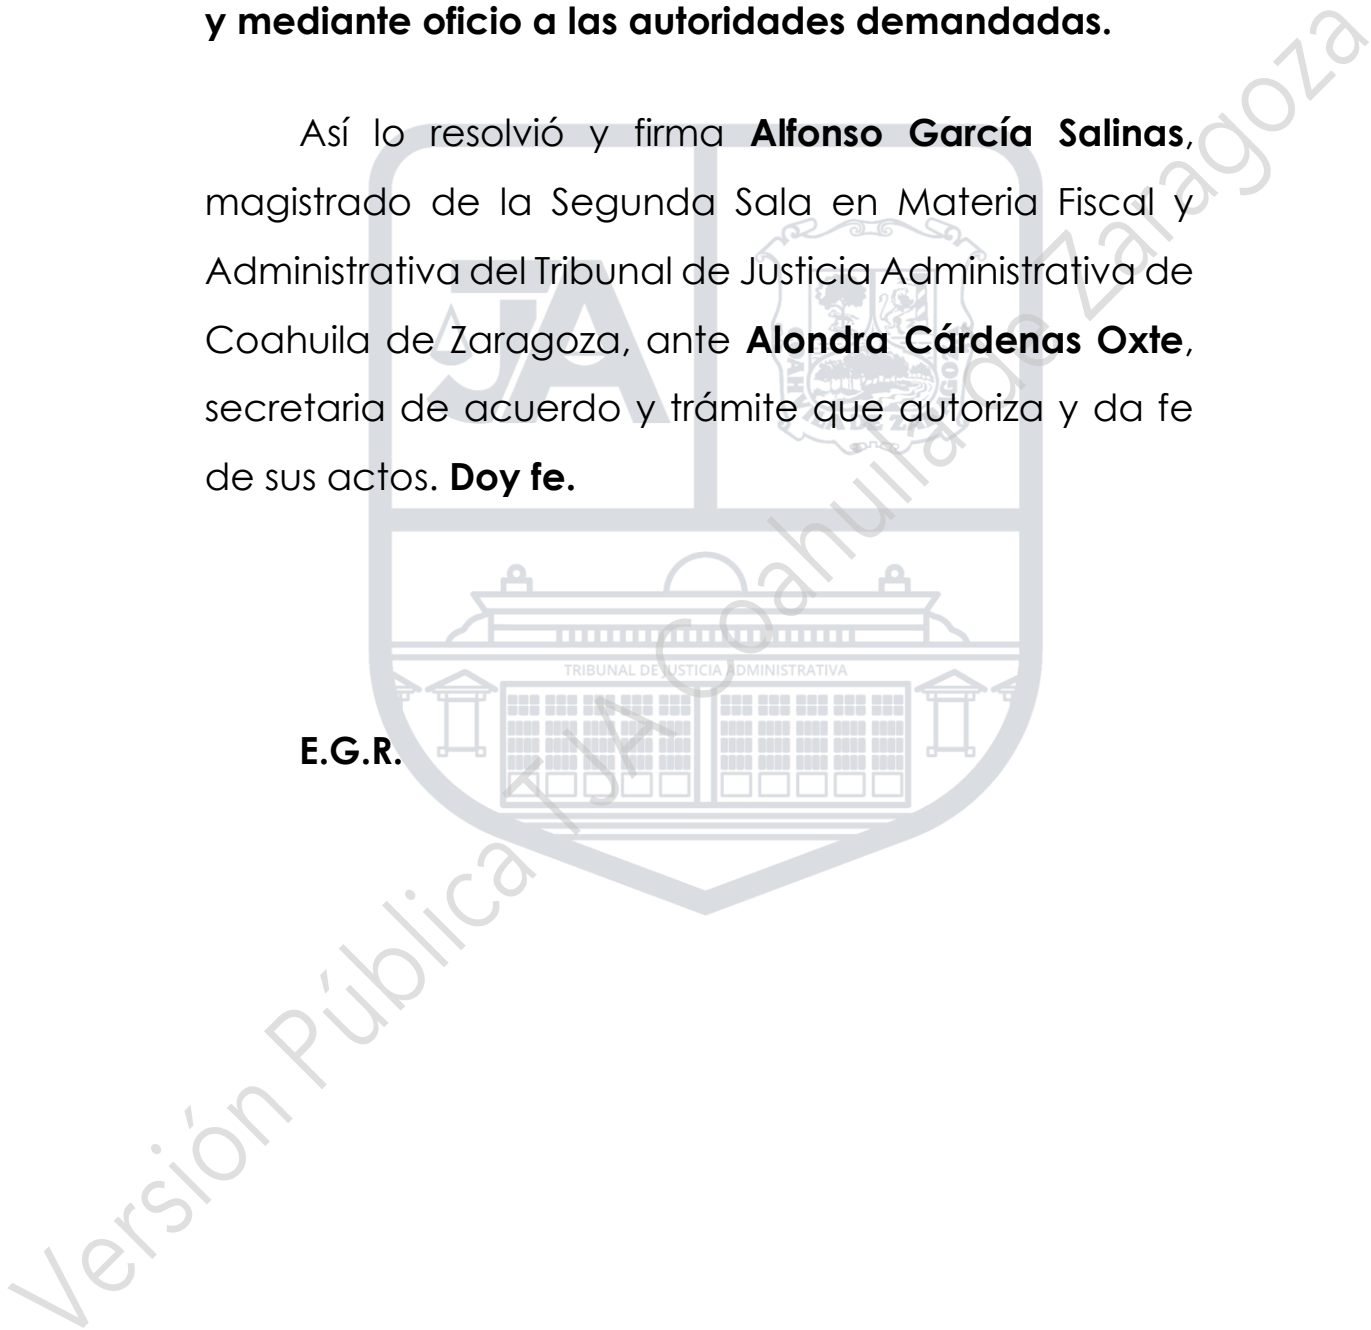 y mediante oficio a las autoridades demandadas.
Así lo resolvió y firma Alfonso García Salinas,
magistrado de la Segunda Sala en Materia Fiscal y
Administrativa del Tribunal de Justicia Administrativa de
Coahuila de Zaragoza, ante Alondra Cárdenas Oxte,
secretaria de acuerdo y trámite que autoriza y da fe
de sus actos. Doy fe.
TRIBUNAL DE JUSTICIA ADMINISTRATIVA
E.G.R.
Versión Pública TJA Coahuila de Zaragoza